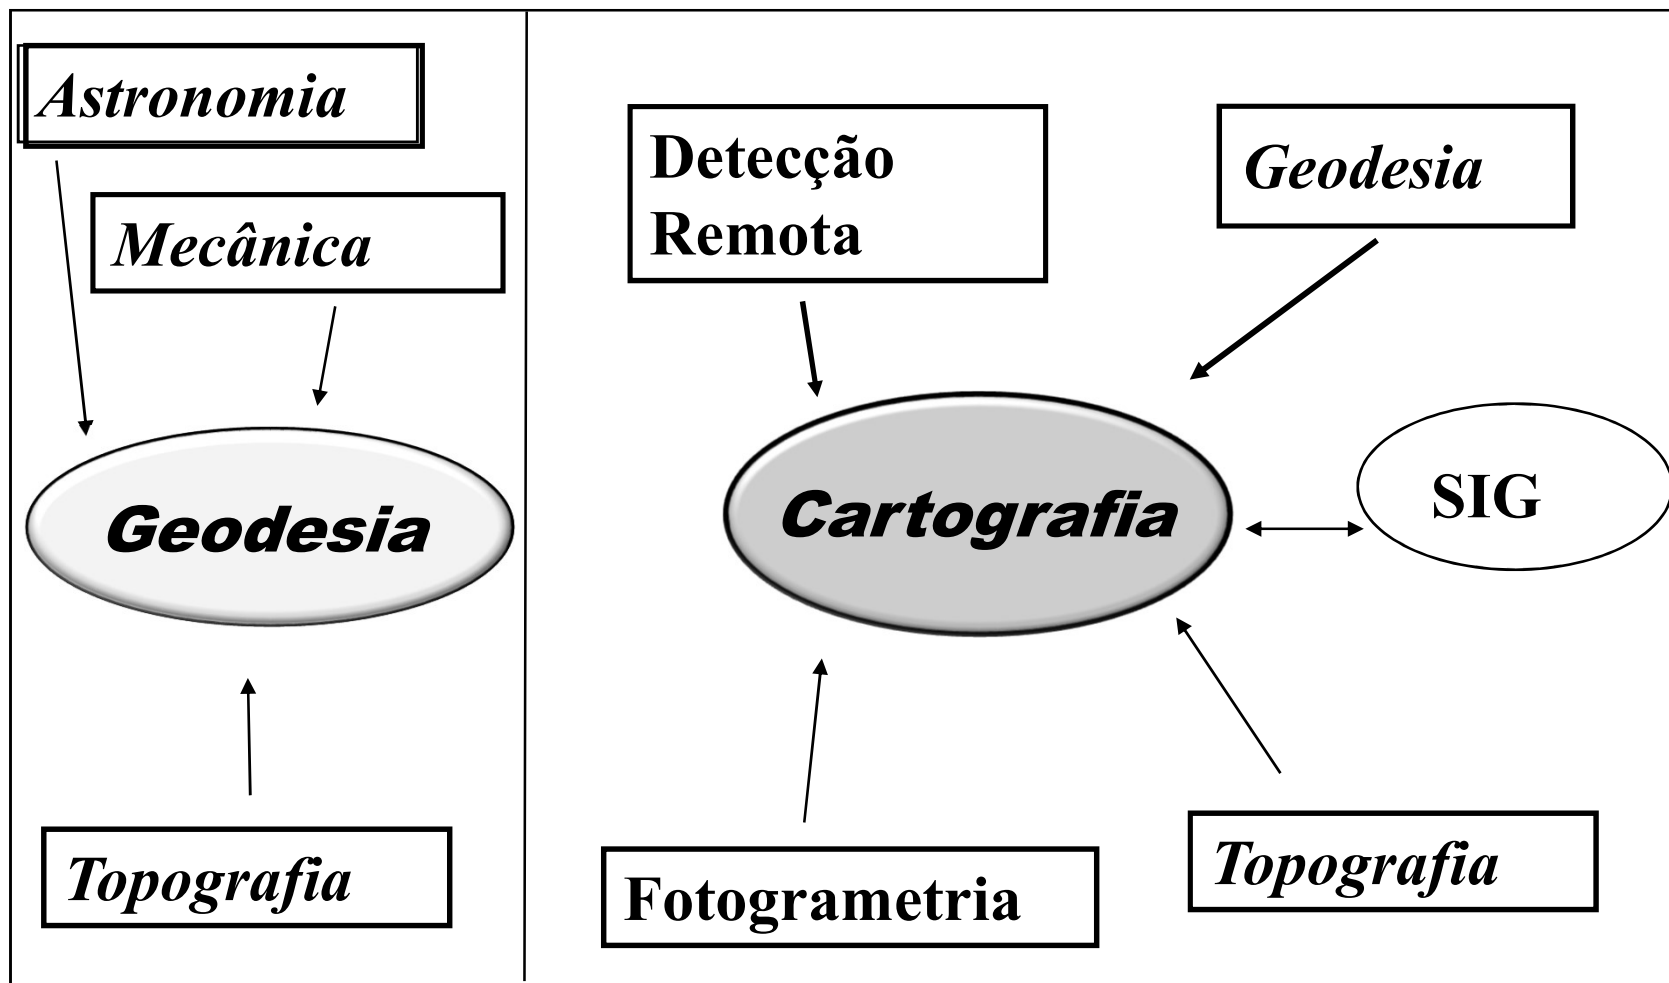 Astronomia
Mecânica
Geodesia
Topografia
Detecção
Remota
Geodesia
Cartografia
SIG
Fotogrametria
Topografia